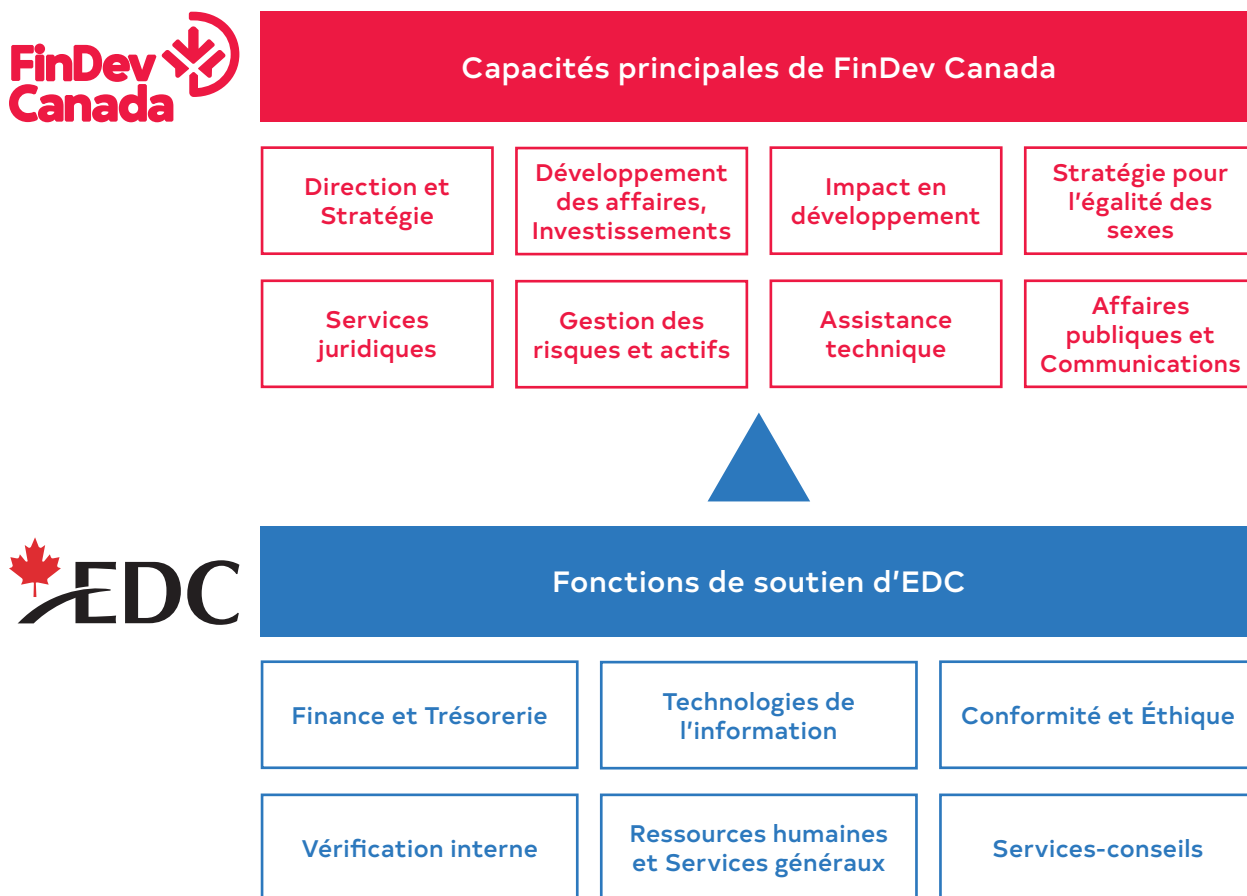 FinDev
Canada
Capacités principales de FinDev Canada
Direction et
Stratégie
Développement
des affaires,
Investissements
Impact en
développement
Stratégie pour
l'égalité des
sexes
Services
juridiques
Gestion des
risques et actifs
Assistance
technique
Affaires
publiques et
Communications
EDC
Fonctions de soutien d'EDC
Finance et Trésorerie
Technologies de
l'information
Conformité et Éthique
Vérification interne
Ressources humaines
et Services généraux
Services-conseils